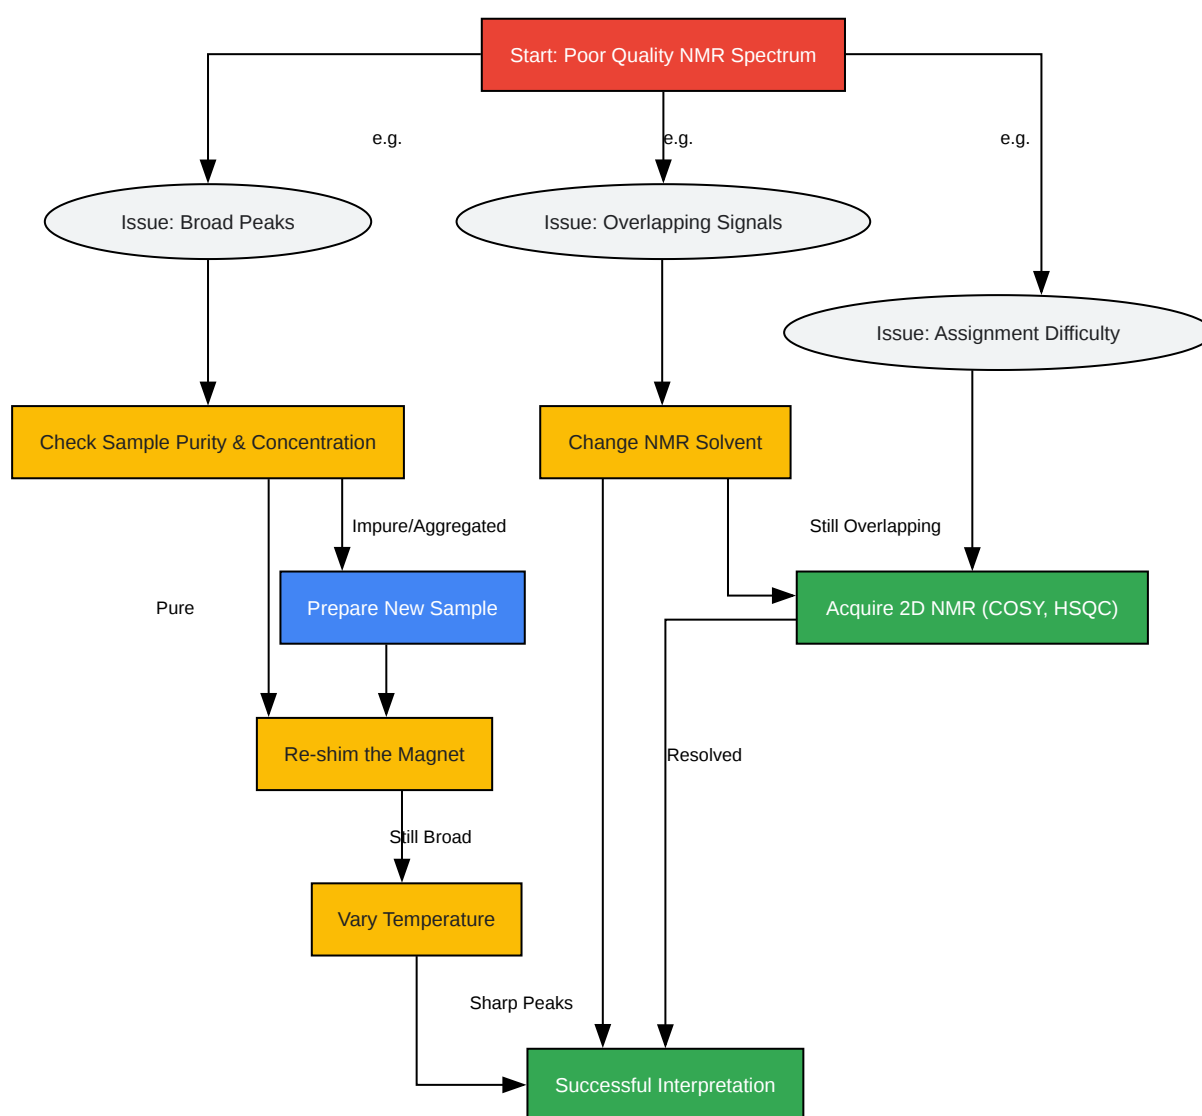 Start: Poor Quality NMR Spectrum
e.g.
e.g.
e.g.
Issue: Broad Peaks
Issue: Overlapping Signals
Issue: Assignment Difficulty
Check Sample Purity & Concentration
Change NMR Solvent
Impure/Aggregated
Still Overlapping
Pure
Prepare New Sample
Acquire 2D NMR (COSY, HSQC)
Re-shim the Magnet
Resolved
Still Broad
Vary Temperature
Sharp Peaks
Successful Interpretation